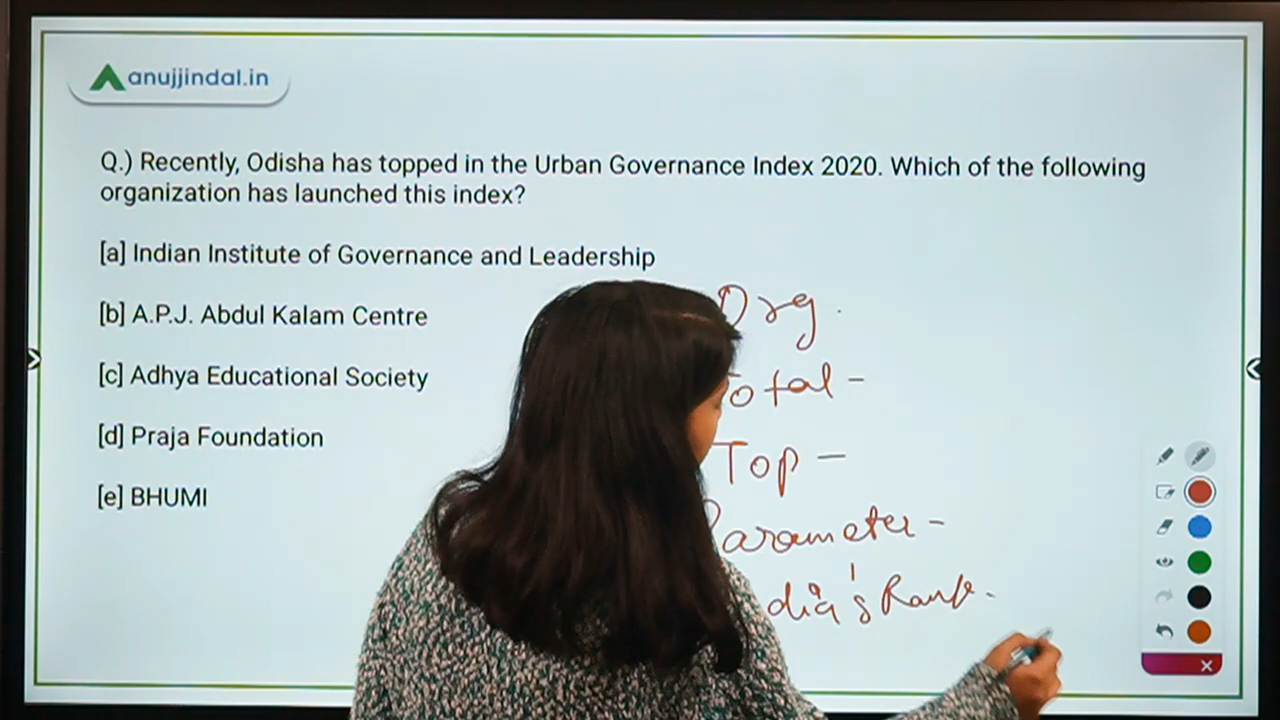 anujjindal.in
Q.) Recently, Odisha has topped in the Urban Governance Index 2020. Which of the following
organization has launched this index?
[a] Indian Institute of Governance and Leadership
[b] A.P.J. Abdul Kalam Centre
[c] Adhya Educational Society
[d] Praja Foundation
[e] BHUMI
Org.
Total -
Top -
Parameter -
dia's Rank.